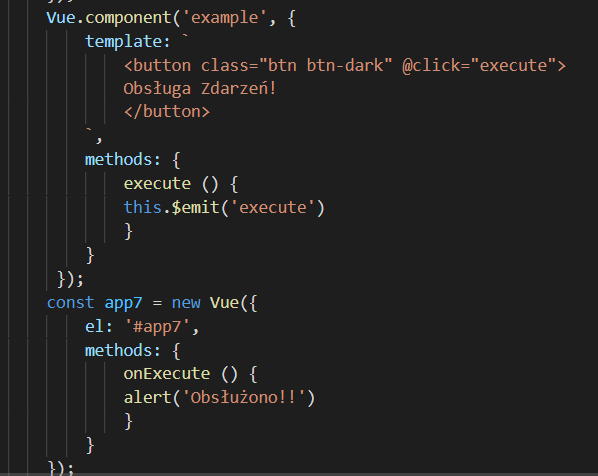 });
Vue.component('example', {
template: `
<button class="btn btn-dark" @click="execute">
Obsługa Zdarzeń!
</button>
`,
methods: {
execute () {
this.$emit('execute')
}
}
});
const app7 = new Vue({
el: '#app7',
methods: {
onExecute () {
alert('Obsłużono!!')
}
}
});